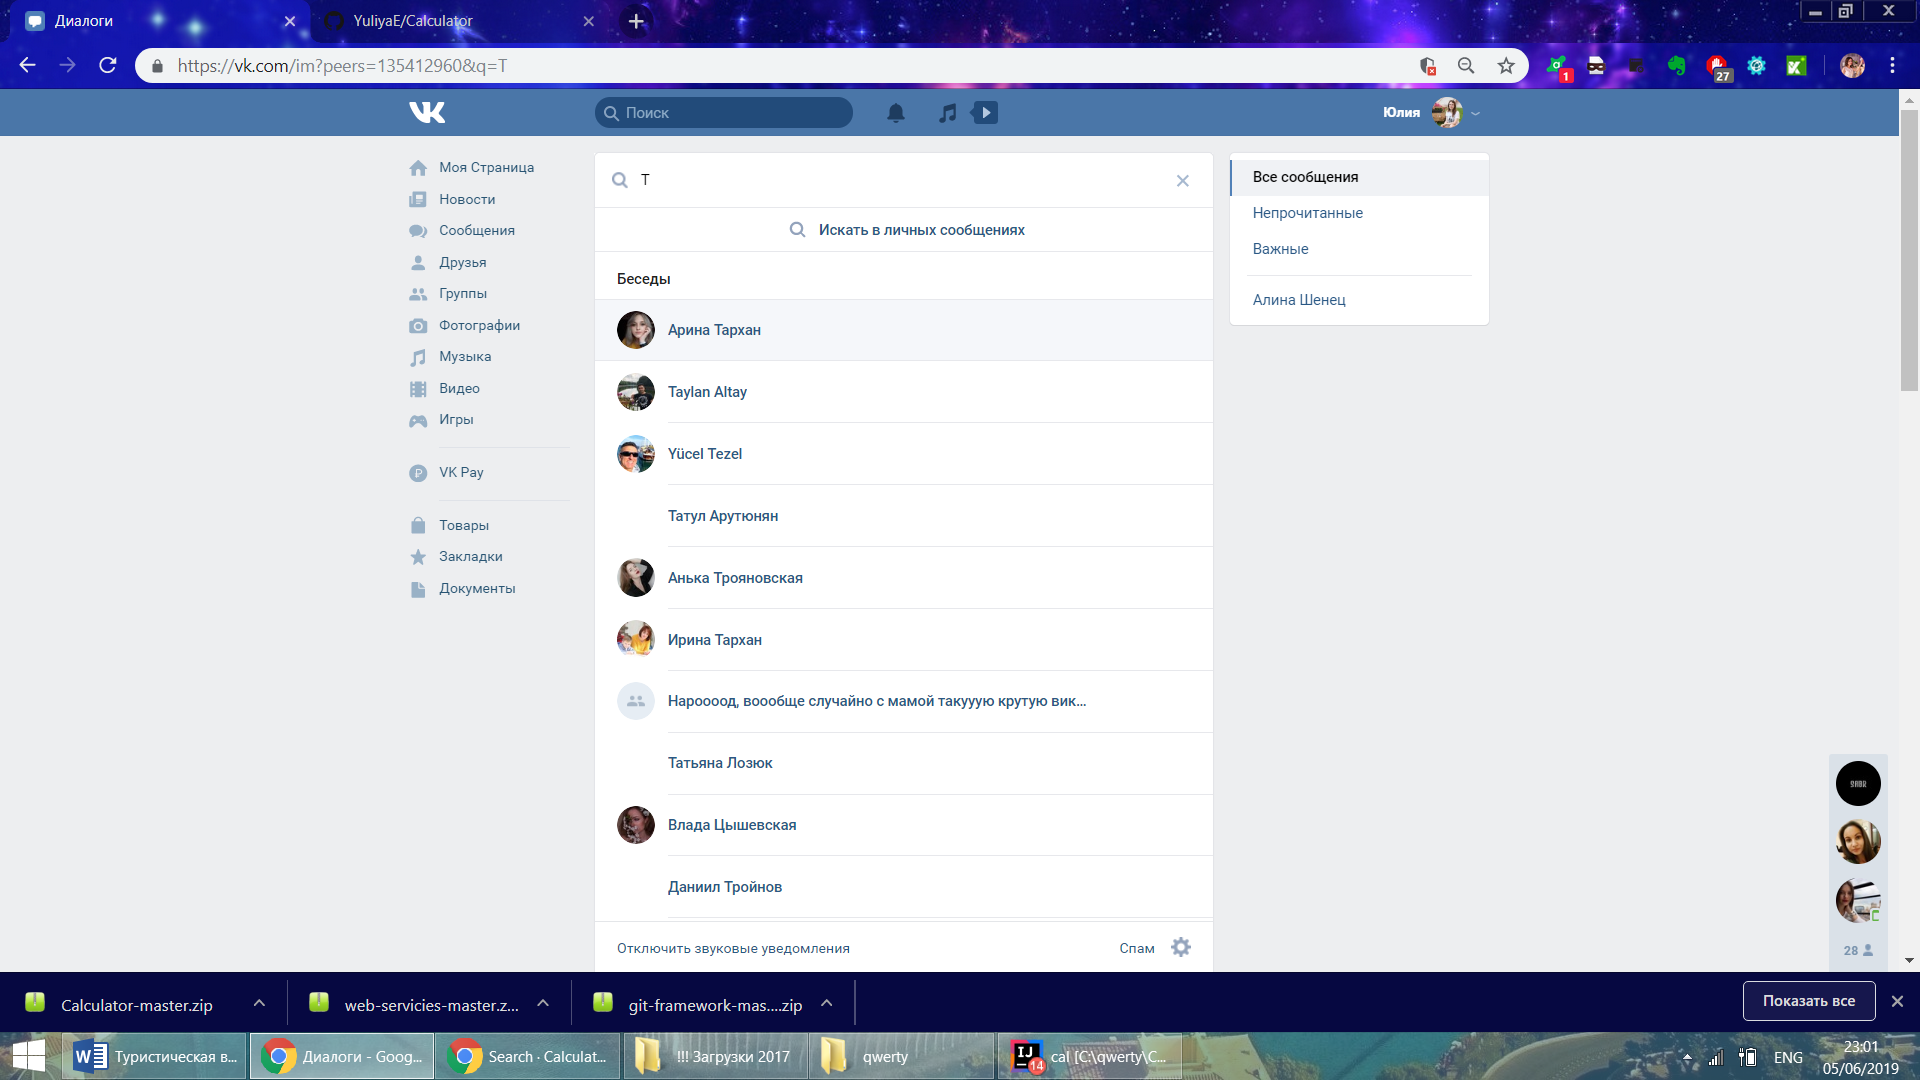 Диалоги
YuliyaE/Calculator
https://vk.com/im?peers=135412960&q=T
1
27
Поиск
Юлия
Моя Страница
Новости
Сообщения
Друзья
Группы
Фотографии
Музыка
Видео
Игры
VK Pay
Товары
Закладки
Документы
T
Искать в личных сообщениях
Беседы
Арина Тархан
Taylan Altay
Yücel Tezel
Татул Арутюнян
Анька Трояновская
Ирина Тархан
Нароооод, воообще случайно с мамой такууую крутую вик...
Татьяна Лозюк
Влада Цышевская
Даниил Тройнов
Отключить звуковые уведомления
Спам
Все сообщения
Непрочитанные
Важные
Алина Шенец
28
Calculator-master.zip
web-servicies-master.z...
git-framework-mas....zip
Показать все
Туристическая в...
Диалоги - Goog...
Search · Calculat...
!!! Загрузки 2017
qwerty
cal [C:\qwerty\C...
14
ENG
23:01
05/06/2019